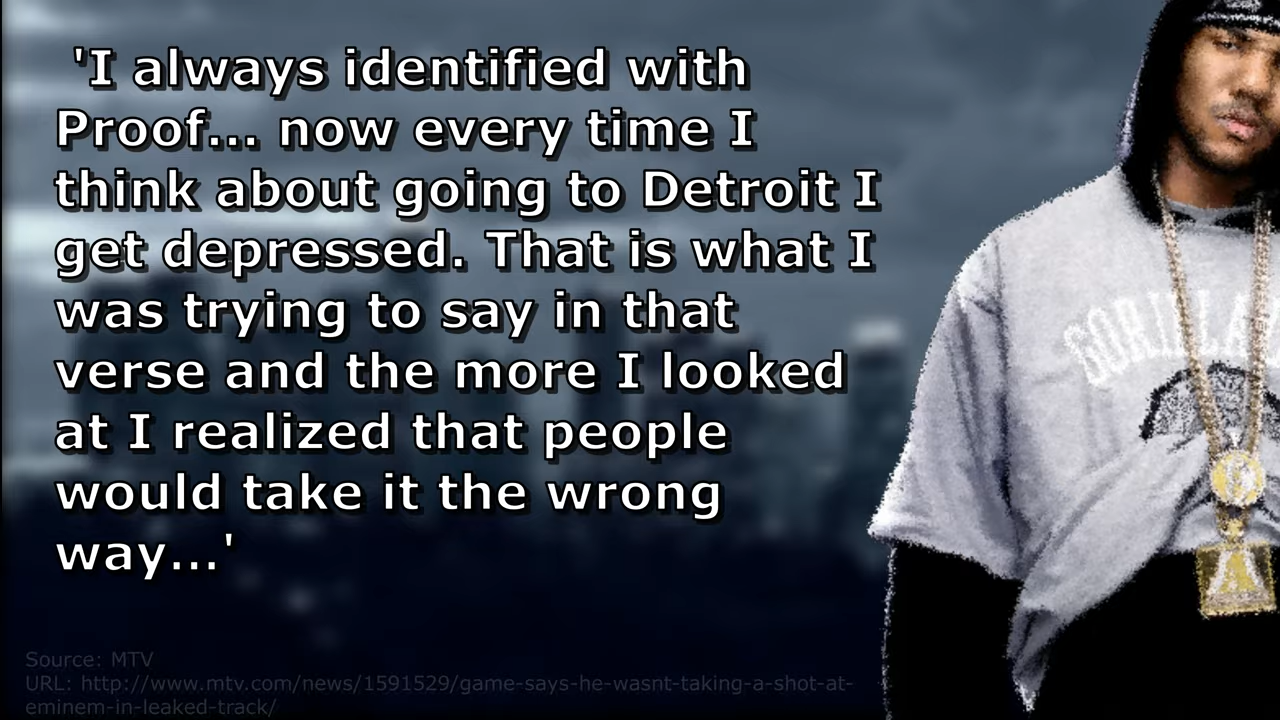 'I always identified with
Proof... now every time I
think about going to Detroit I
get depressed. That is what I
was trying to say in that
verse and the more I looked
at I realized that people
would take it the wrong
way...'
Source: MTV
URL: http://www.mtv.com/news/1591529/game-says-he-wasnt-taking-a-shot-at-
eminem-in-leaked-track/